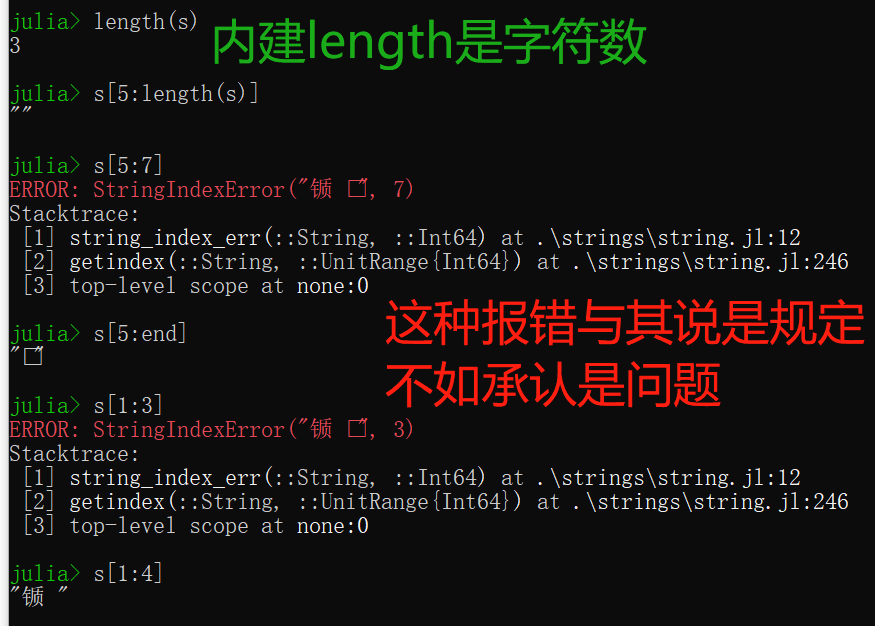 julia> length(s)
3
内建length是字符数
julia> s[5:length(s)]
""
julia> s[5:7]
ERROR: StringIndexError("锧 □", 7)
Stacktrace:
[1] string_index_err(::String, ::Int64) at .\strings\string.jl:12
[2] getindex(::String, ::UnitRange{Int64}) at .\strings\string.jl:246
[3] top-level scope at none:0
这种报错与其说是规定
julia> s[5:end]
"□"
不如承认是问题
julia> s[1:3]
ERROR: StringIndexError("锧 □", 3)
Stacktrace:
[1] string_index_err(::String, ::Int64) at .\strings\string.jl:12
[2] getindex(::String, ::UnitRange{Int64}) at .\strings\string.jl:246
[3] top-level scope at none:0
julia> s[1:4]
"锧 "